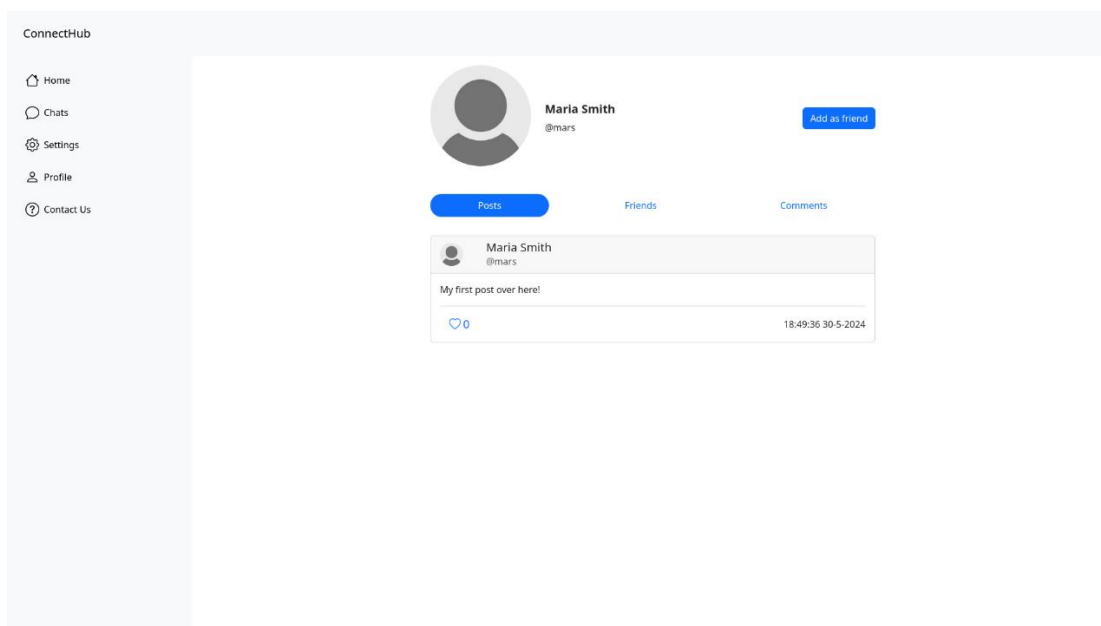 ConnectHub
Home
Chats
Settings
Profile
Contact Us
Maria Smith
@mars
Add as friend
Posts
Friends
Comments
Maria Smith
@mars
My first post over here!
0
18:49:36 30-5-2024